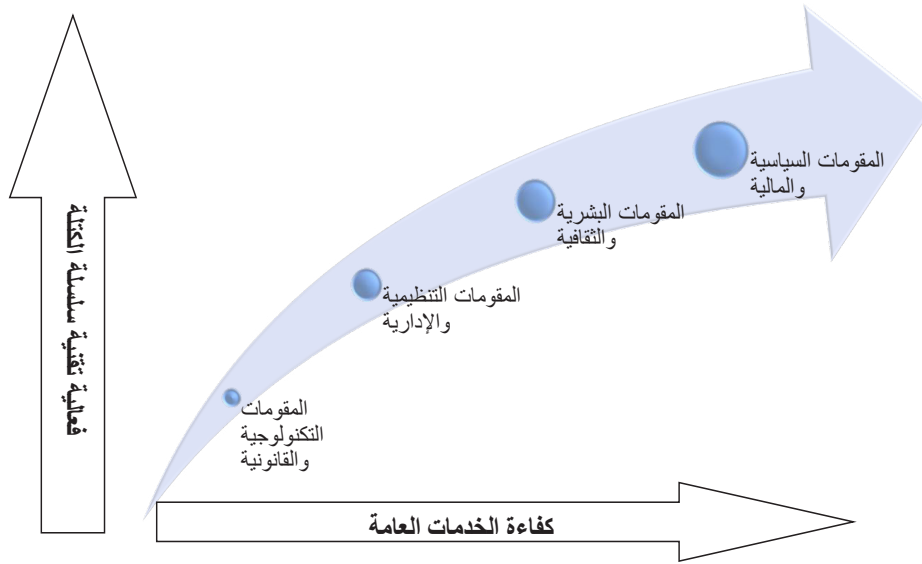 المقومات السياسية
والمالية
المقومات البشرية
والثقافية
المقومات التنظيمية
والإدارية
المقومات
التكنولوجية
والقانونية
فعالية تقنية سلسلة الكتلة
كفاءة الخدمات العامة